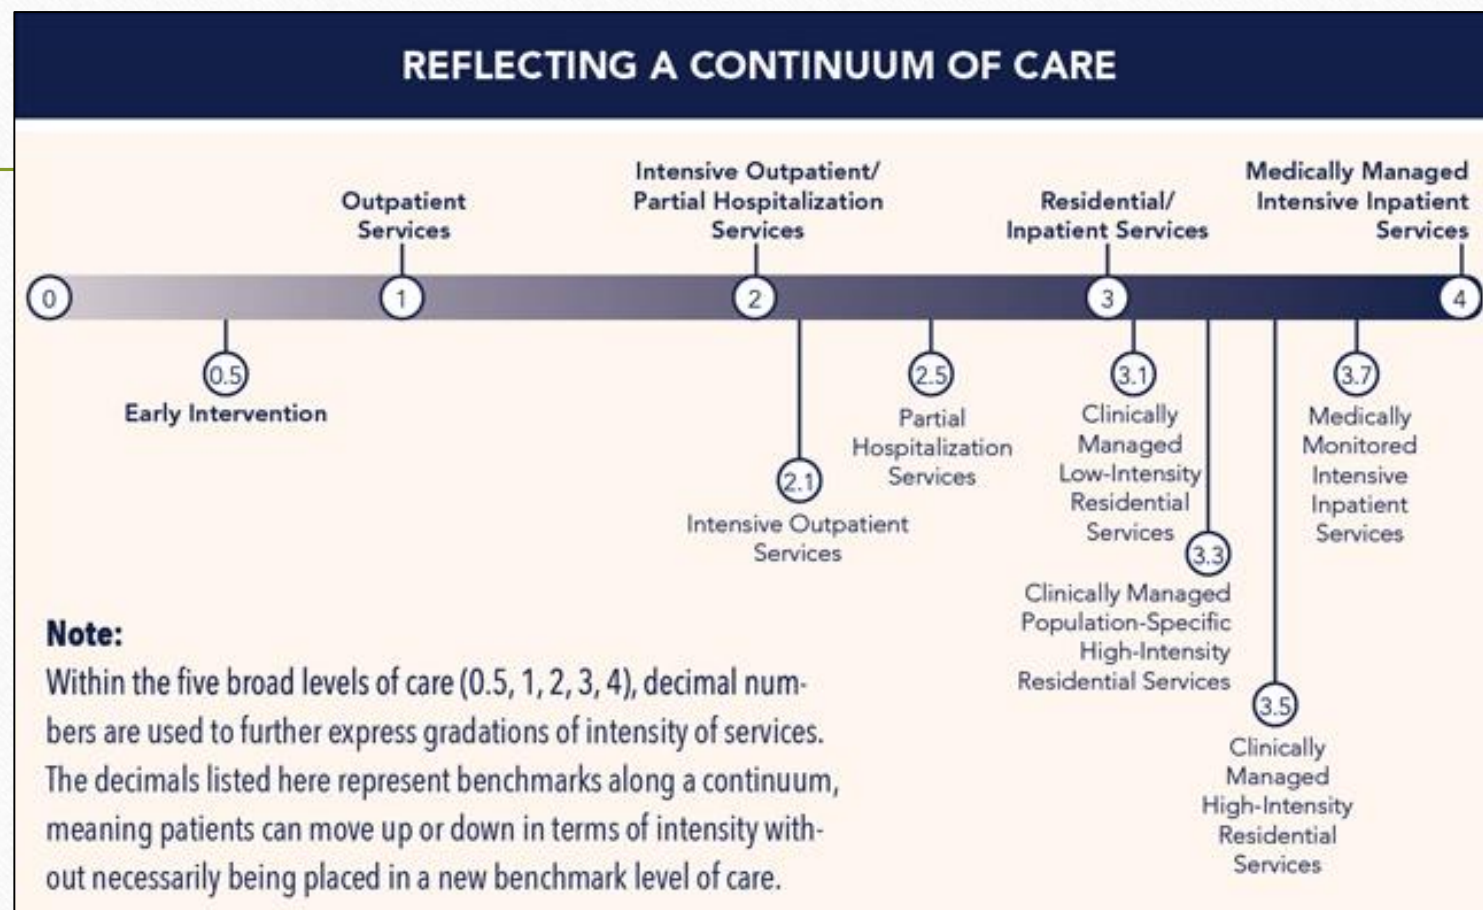 REFLECTING A CONTINUUM OF CARE
Outpatient
Services
Intensive Outpatient/
Partial Hospitalization
Services
Residential/
Inpatient Services
Medically Managed
Intensive Inpatient
Services
0
1
2
3
4
0.5
Early Intervention
2.1
Intensive Outpatient
Services
2.5
Partial
Hospitalization
Services
3.1
Clinically
Managed
Low-Intensity
Residential
Services
3.3
Clinically Managed
Population-Specific
High-Intensity
Residential Services
3.5
Clinically
Managed
High-Intensity
Residential
Services
3.7
Medically
Monitored
Intensive
Inpatient
Services
Note:
Within the five broad levels of care (0.5, 1, 2, 3, 4), decimal num-
bers are used to further express gradations of intensity of services.
The decimals listed here represent benchmarks along a continuum,
meaning patients can move up or down in terms of intensity with-
out necessarily being placed in a new benchmark level of care.